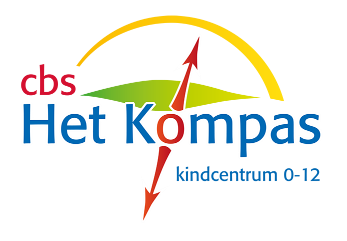 cbs
Het Kompas
kindcentrum 0-12